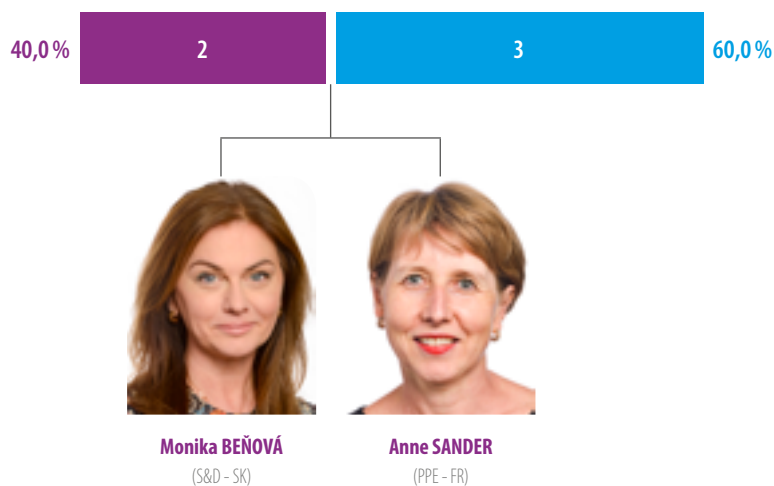 40,0 % 2 3 60,0 %
Monika BEŇOVÁ Anne SANDER
(S&D - SK) (PPE - FR)